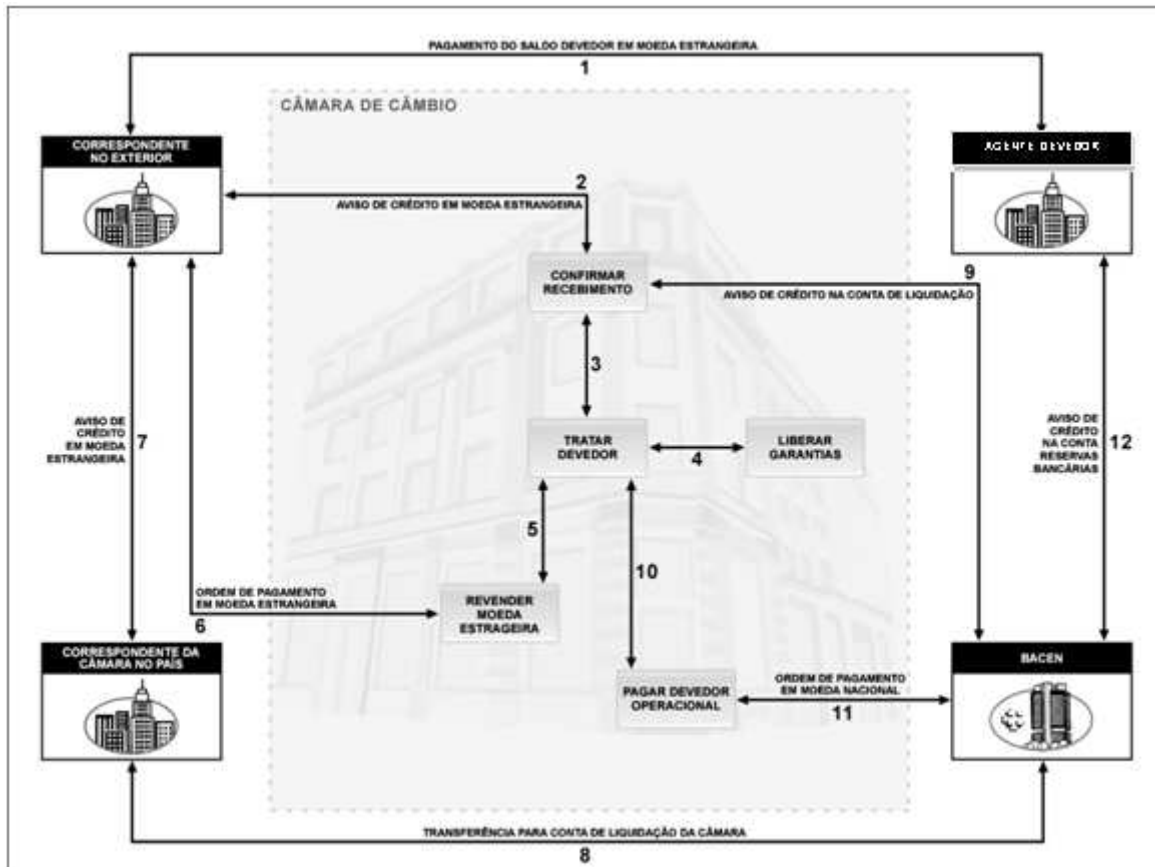 PAGAMENTO DO SALDO DEVEDOR EM MOEDA ESTRANGEIRA
1
CÂMARA DE CÂMBIO
CORRESPONDENTE
NO EXTERIOR
AGENTE DEVEDOR
2
AVISO DE CRÉDITO EM MOEDA ESTRANGEIRA
CONFIRMAR
RECEBIMENTO
9
AVISO DE CRÉDITO NA CONTA DE LIQUIDAÇÃO
3
AVISO DE
CRÉDITO
EM MOEDA
ESTRANGEIRA
7
TRATAR
DEVEDOR
4
LIBERAR
GARANTIAS
AVISO DE
CRÉDITO
NA CONTA
RESERVAS
BANCÁRIAS
12
5
10
ORDEM DE PAGAMENTO
EM MOEDA ESTRANGEIRA
6
REVENDER
MOEDA
ESTRAGEIRA
CORRESPONDENTE DA
CÂMARA NO PAÍS
BACEN
PAGAR DEVEDOR
OPERACIONAL
ORDEM DE PAGAMENTO
EM MOEDA NACIONAL
11
TRANSFERÊNCIA PARA CONTA DE LIQUIDAÇÃO DA CÂMARA
8